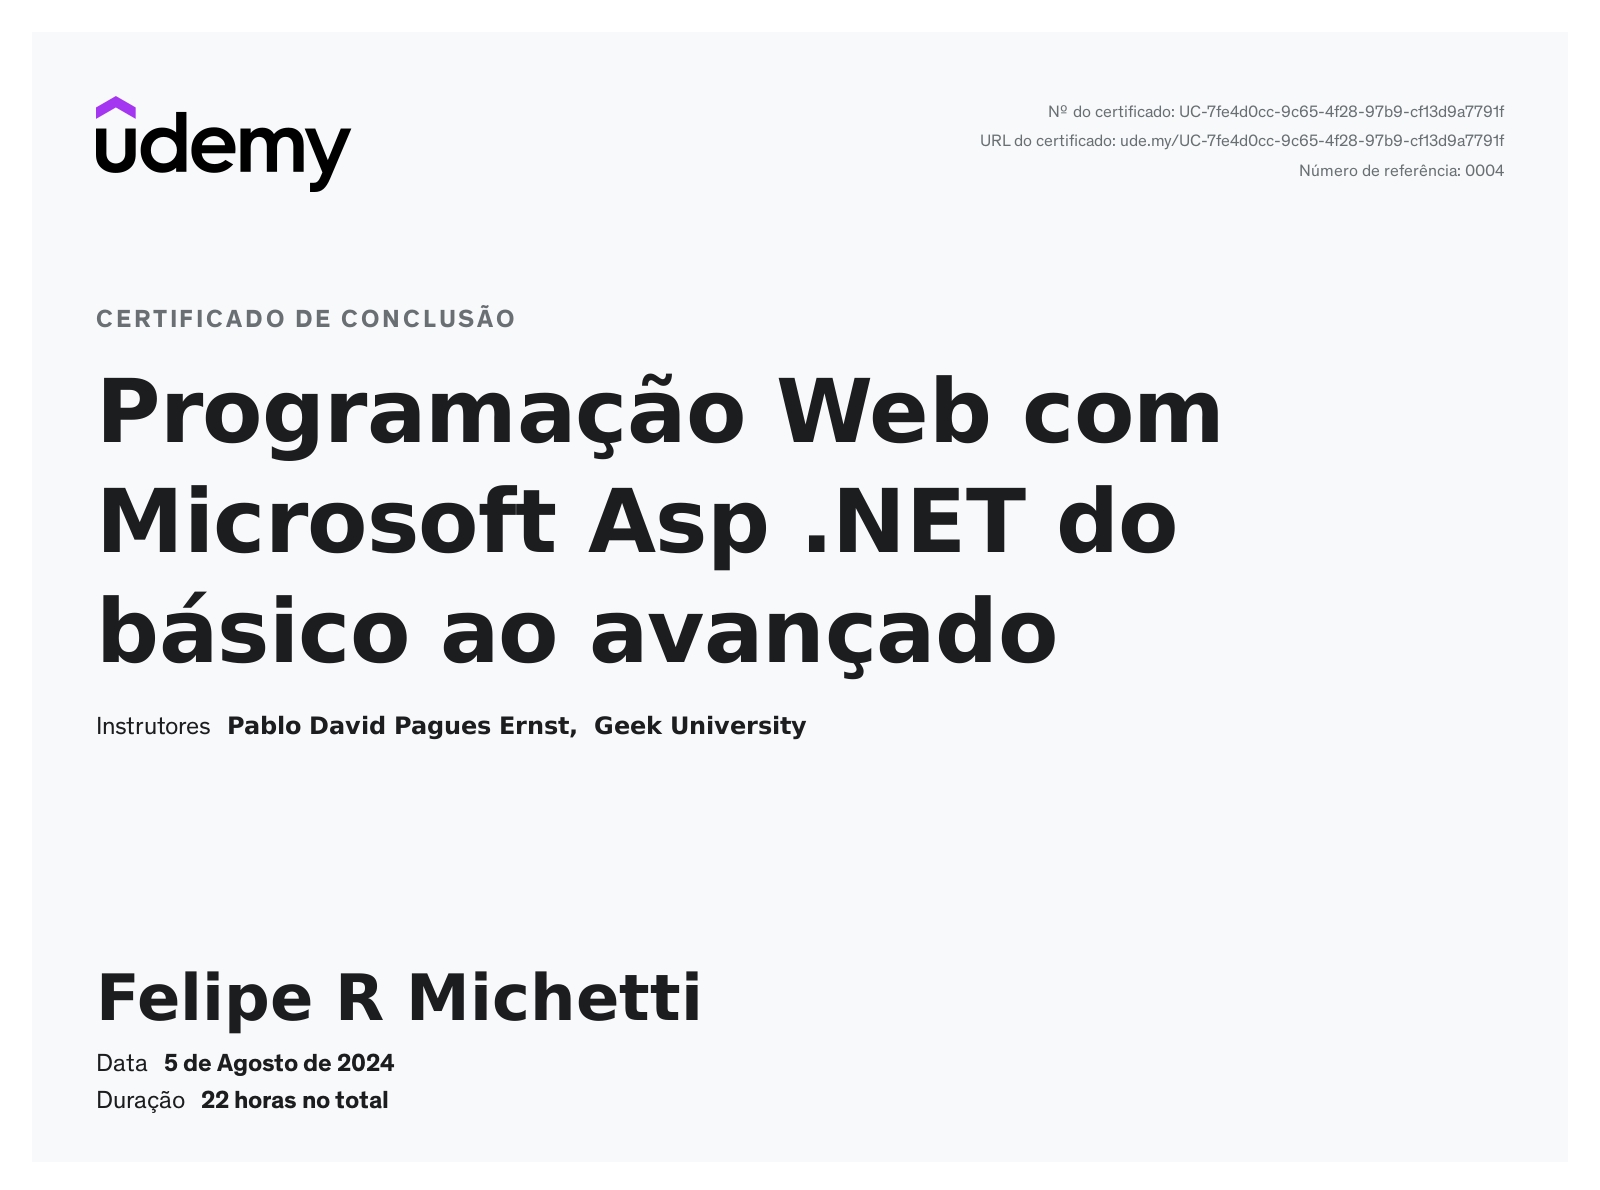 udemy
Nº do certificado: UC-7fe4d0cc-9c65-4f28-97b9-cf13d9a7791f
URL do certificado: ude.my/UC-7fe4d0cc-9c65-4f28-97b9-cf13d9a7791f
Número de referência: 0004
CERTIFICADO DE CONCLUSÃO
Programação Web com
Microsoft Asp .NET do
básico ao avançado
Instrutores Pablo David Pagues Ernst, Geek University
Felipe R Michetti
Data 5 de Agosto de 2024
Duração 22 horas no total